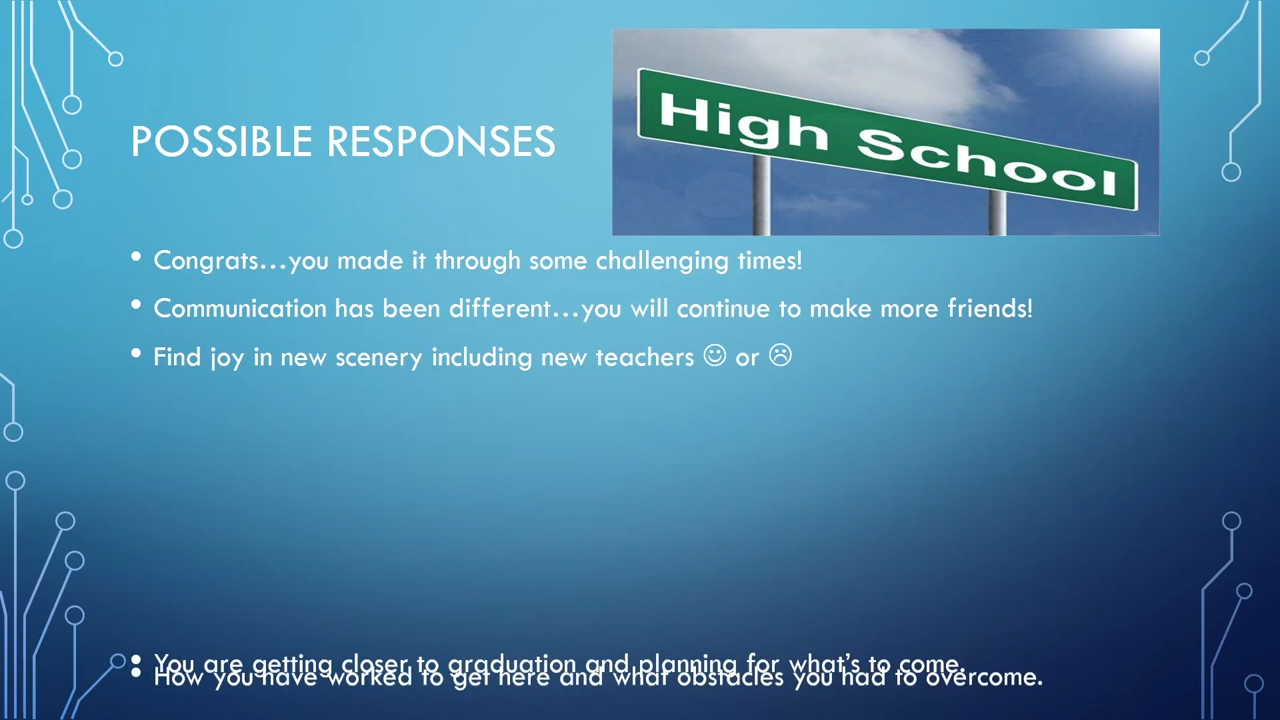 High School
POSSIBLE RESPONSES
• Congrats…you made it through some challenging times!
• Communication has been different…you will continue to make more friends!
• Find joy in new scenery including new teachers ☺ or ☹
• You are getting closer to graduation and planning for what’s to come.
• How you have worked to get here and what obstacles you had to overcome.